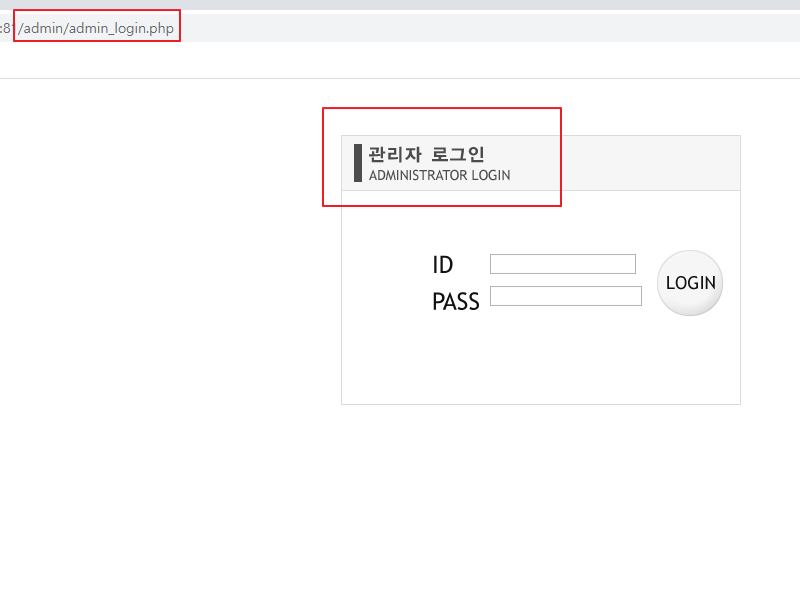 :81/admin/admin_login.php
관리자 로그인
ADMINISTRATOR LOGIN
ID
PASS
LOGIN